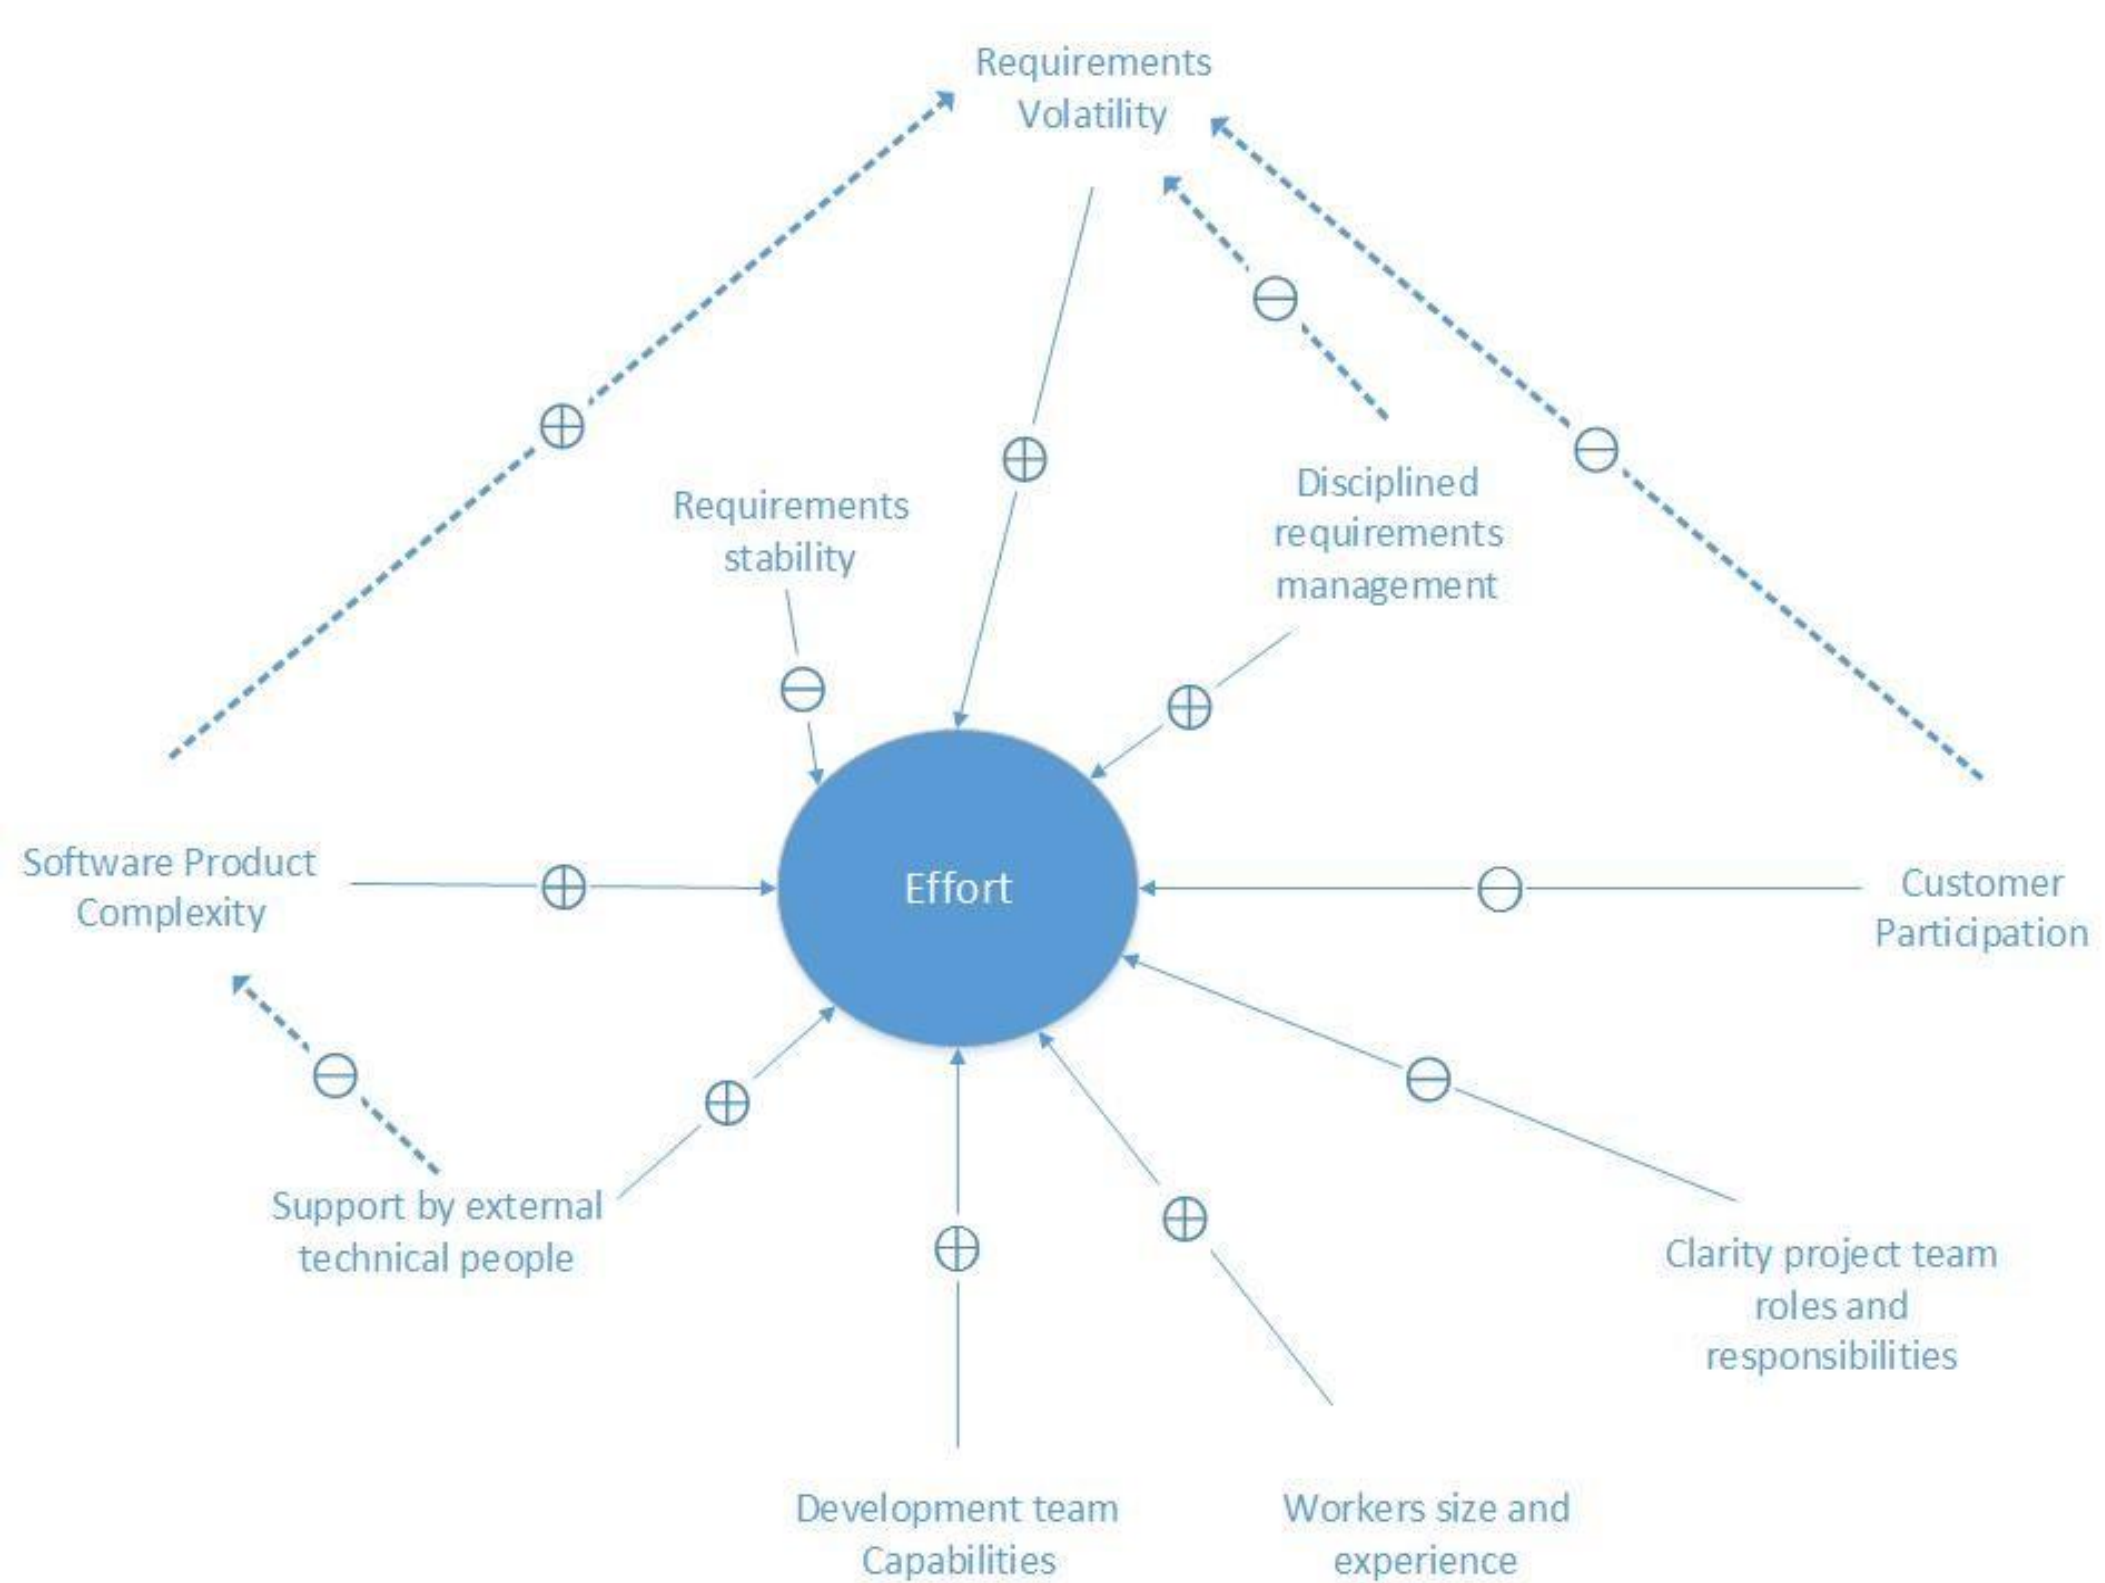 Requirements
Volatility
Requirements
stability
Disciplined
requirements
management
Software Product
Complexity
Effort
Customer
Participation
Support by external
technical people
Clarity project team
roles and
responsibilities
Development team
Capabilities
Workers size and
experience